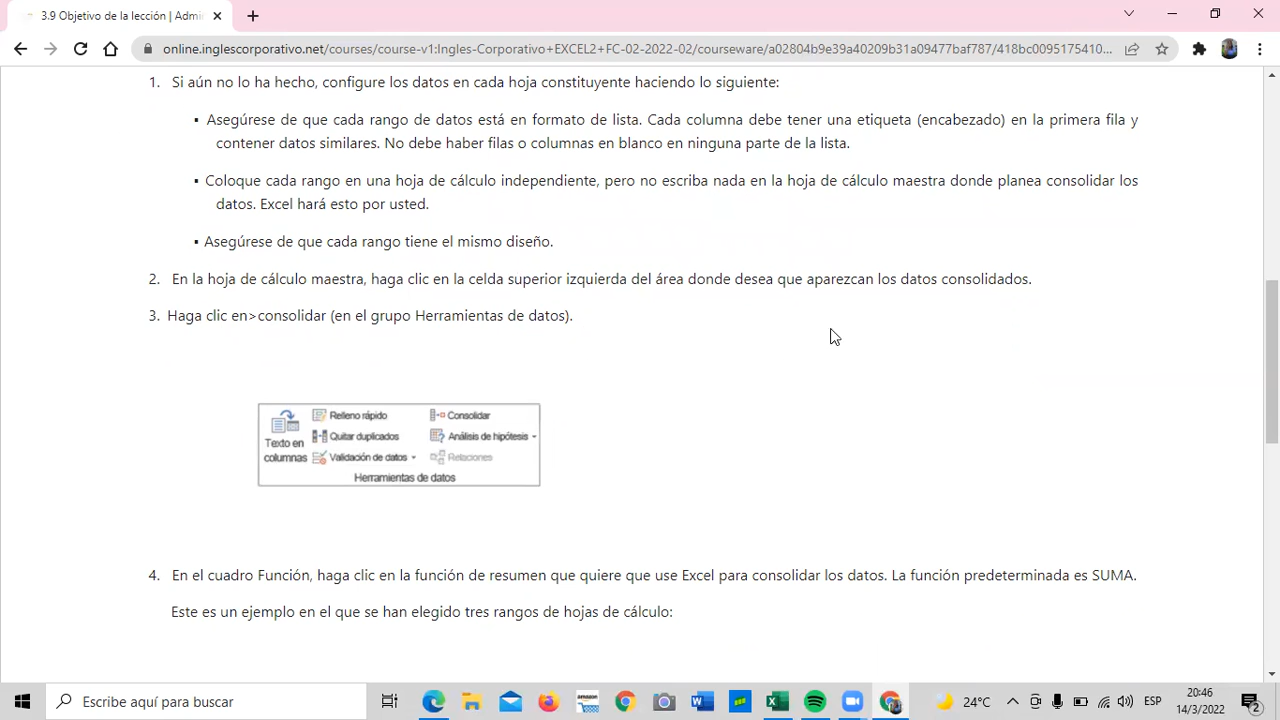 3.9 Objetivo de la lección | Admin
online.inglescorporativo.net/courses/course-v1:Ingles-Corporativo+EXCEL2+FC-02-2022-02/courseware/a02804b9e39a40209b31a09477baf787/418bc0095175410...
1. Si aún no lo ha hecho, configure los datos en cada hoja constituyente haciendo lo siguiente:
▪ Asegúrese de que cada rango de datos está en formato de lista. Cada columna debe tener una etiqueta (encabezado) en la primera fila y
contener datos similares. No debe haber filas o columnas en blanco en ninguna parte de la lista.
▪ Coloque cada rango en una hoja de cálculo independiente, pero no escriba nada en la hoja de cálculo maestra donde planea consolidar los
datos. Excel hará esto por usted.
▪ Asegúrese de que cada rango tiene el mismo diseño.
2. En la hoja de cálculo maestra, haga clic en la celda superior izquierda del área donde desea que aparezcan los datos consolidados.
3. Haga clic en>consolidar (en el grupo Herramientas de datos).
Texto en columnas
Relleno rápido
Quitar duplicados
Validación de datos
Consolidar
Análisis de hipótesis
Relaciones
Herramientas de datos
4. En el cuadro Función, haga clic en la función de resumen que quiere que use Excel para consolidar los datos. La función predeterminada es SUMA.
Este es un ejemplo en el que se han elegido tres rangos de hojas de cálculo:
Escribe aquí para buscar
amazon
24°C
ESP
20:46
14/3/2022
2